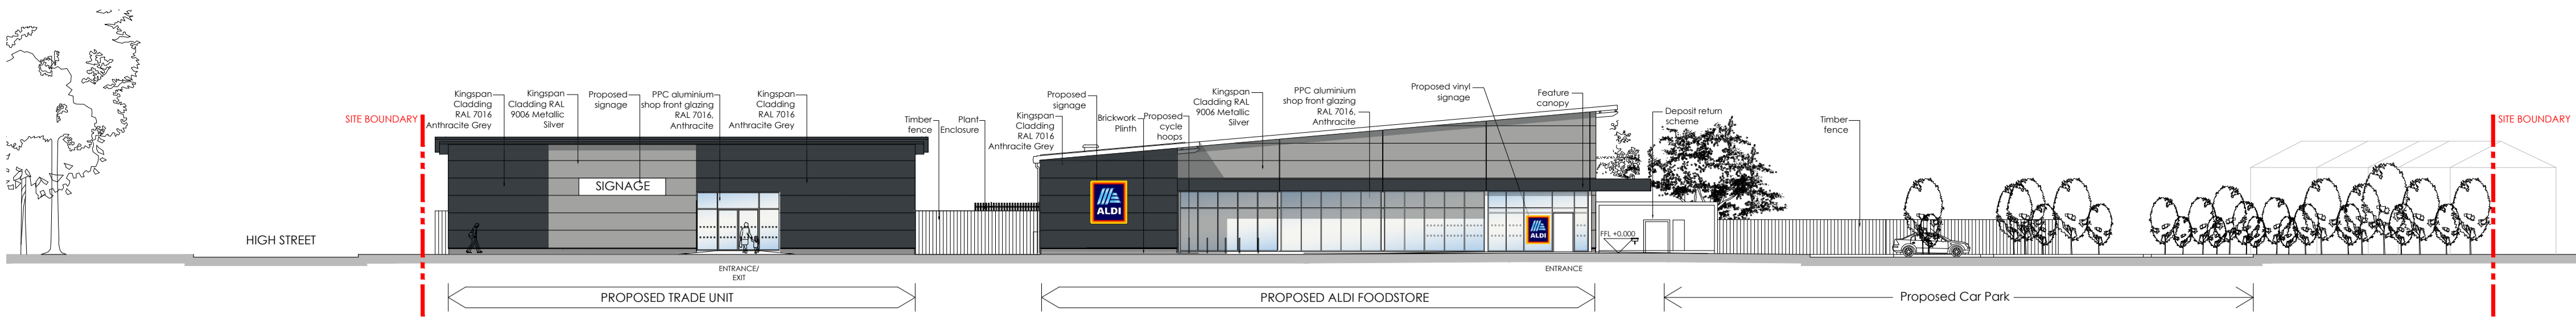 SITE BOUNDARY
HIGH STREET
Kingspan
Cladding
RAL 7016
Anthracite Grey
Kingspan
Cladding RAL
9006 Metallic
Silver
Proposed
signage
PPC aluminium
shop front glazing
RAL 7016,
Anthracite
Kingspan
Cladding
RAL 7016
Anthracite Grey
SIGNAGE
ENTRANCE/
EXIT
PROPOSED TRADE UNIT
Timber
fence
Plant
Enclosure
Kingspan
Cladding
RAL 7016
Anthracite Grey
Proposed
signage
Brickwork
Plinth
Proposed
cycle
hoops
Kingspan
Cladding RAL
9006 Metallic
Silver
PPC aluminium
shop front glazing
RAL 7016,
Anthracite
Proposed vinyl
signage
Feature
canopy
ALDI
ALDI
ENTRANCE
PROPOSED ALDI FOODSTORE
Deposit return
scheme
FFL +0.000
Timber
fence
Proposed Car Park
SITE BOUNDARY